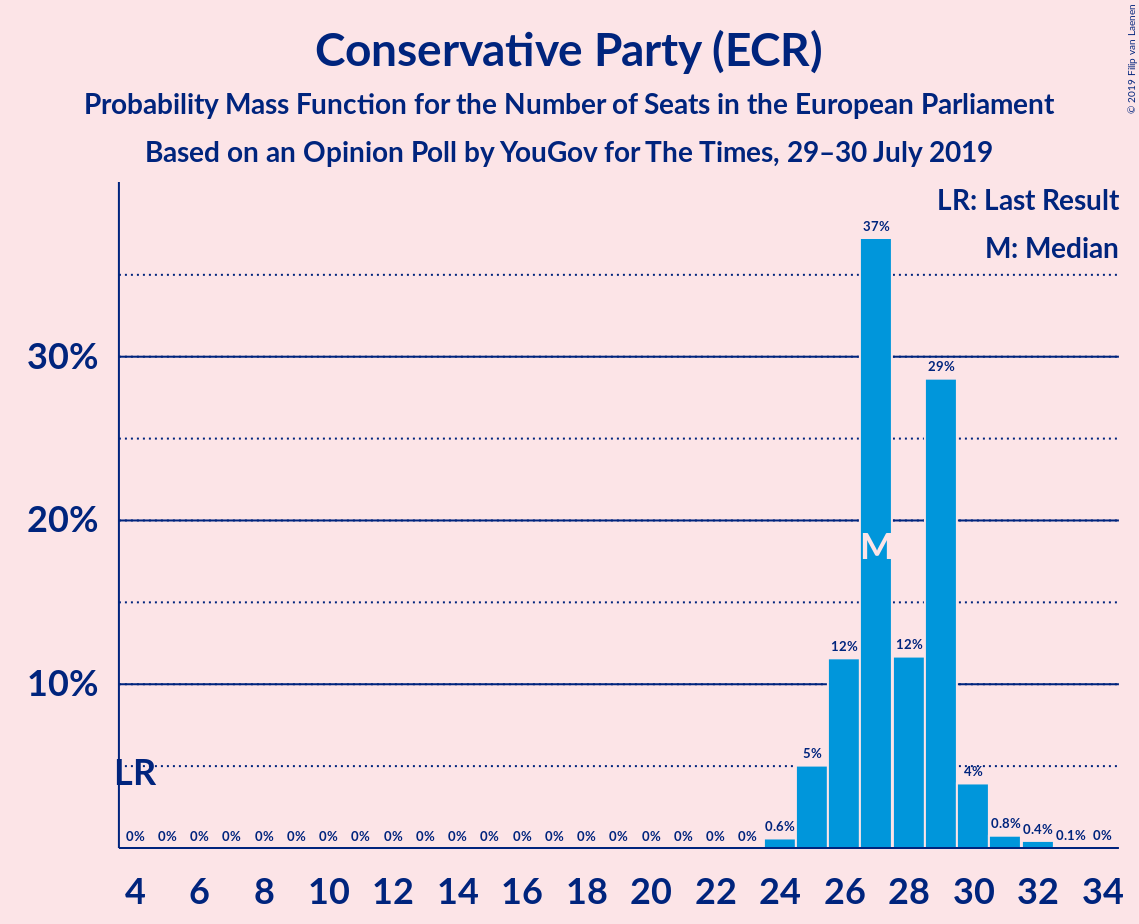 Conservative Party (ECR)
Probability Mass Function for the Number of Seats in the European Parliament
Based on an Opinion Poll by YouGov for The Times, 29–30 July 2019
© 2019 Filip van Laenen
LR: Last Result
M: Median
30%
20%
10%
LR
M
0% 0% 0% 0% 0% 0% 0% 0% 0% 0% 0% 0% 0% 0% 0% 0% 0% 0% 0% 0% 0.6% 5% 12% 37% 12% 29% 4% 0.8% 0.4% 0.1% 0%
4 6 8 10 12 14 16 18 20 22 24 26 28 30 32 34